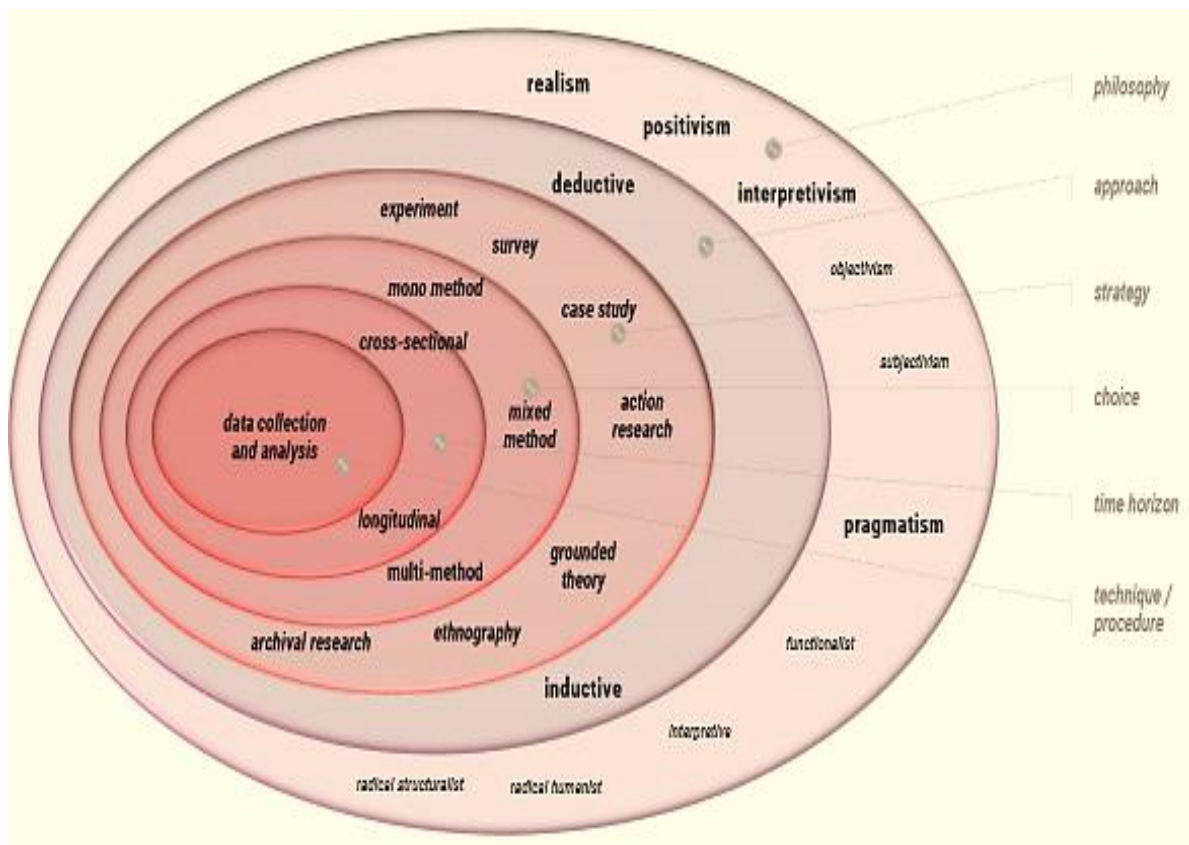 realism
philosophy
positivism
deductive
interpretivism
approach
experiment
survey
objectivism
mono method
case study
strategy
cross-sectional
subjectivism
choice
data collection
and analysis
mixed
method
action
research
time horizon
longitudinal
pragmatism
multi-method
grounded
theory
technique /
procedure
archival research
ethnography
functionalist
inductive
interpretive
radical structuralist
radical humanist